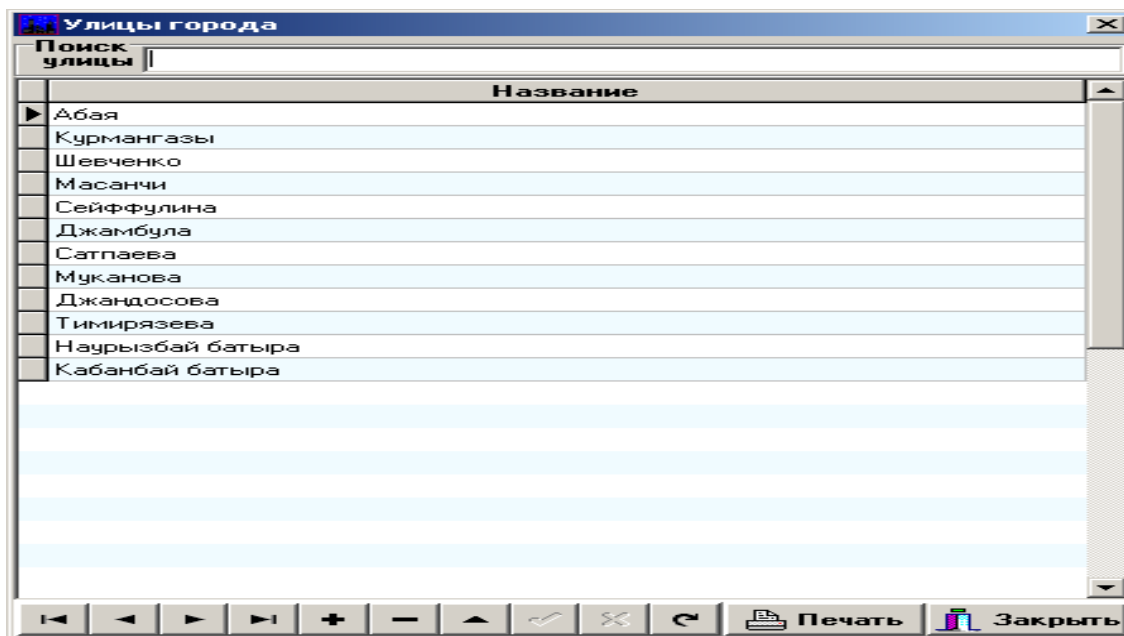 Улицы города
Поиск
улицы
Название
Абая
Курмангазы
Шевченко
Масанчи
Сейффулина
Джамбула
Сатпаева
Муканова
Джандосова
Тимирязева
Наурызбай батыра
Кабанбай батыра
Печать Закрыть